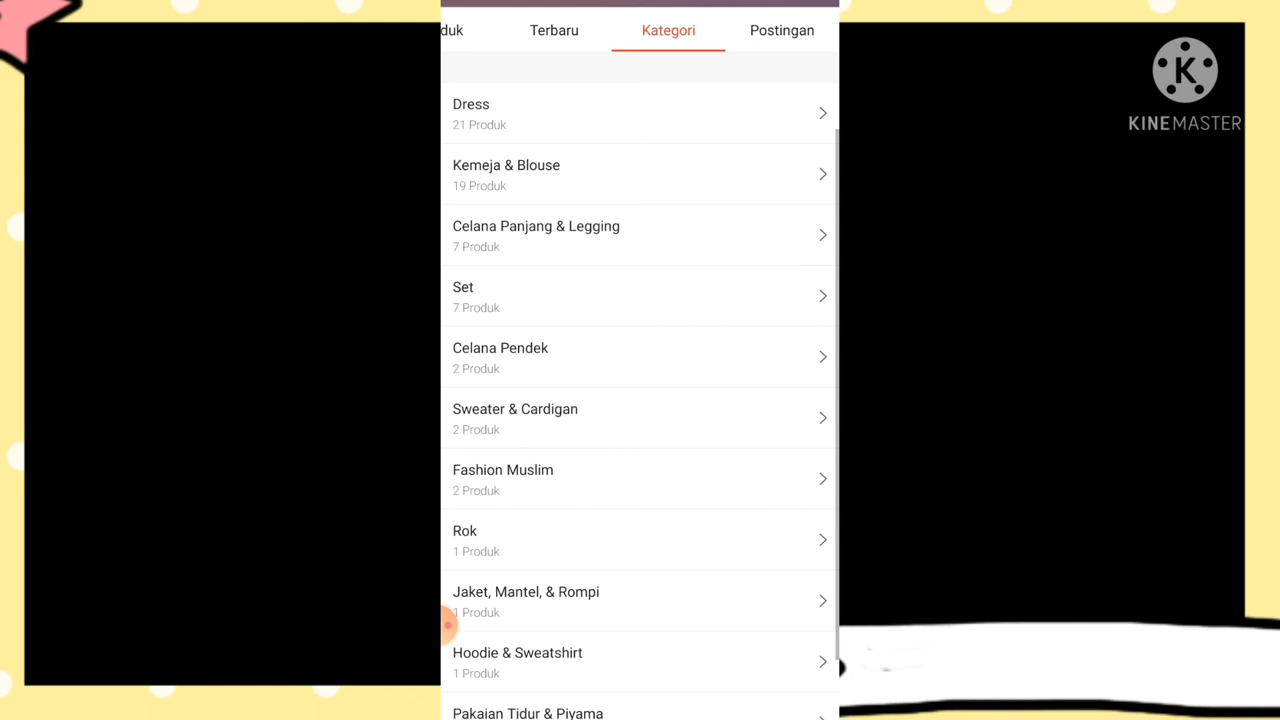 duk
Terbaru
Kategori
Postingan
KINEMASTER
Dress
21 Produk
Kemeja & Blouse
19 Produk
Celana Panjang & Legging
7 Produk
Set
7 Produk
Celana Pendek
2 Produk
Sweater & Cardigan
2 Produk
Fashion Muslim
2 Produk
Rok
1 Produk
Jaket, Mantel, & Rompi
1 Produk
Hoodie & Sweatshirt
1 Produk
Pakaian Tidur & Piyama